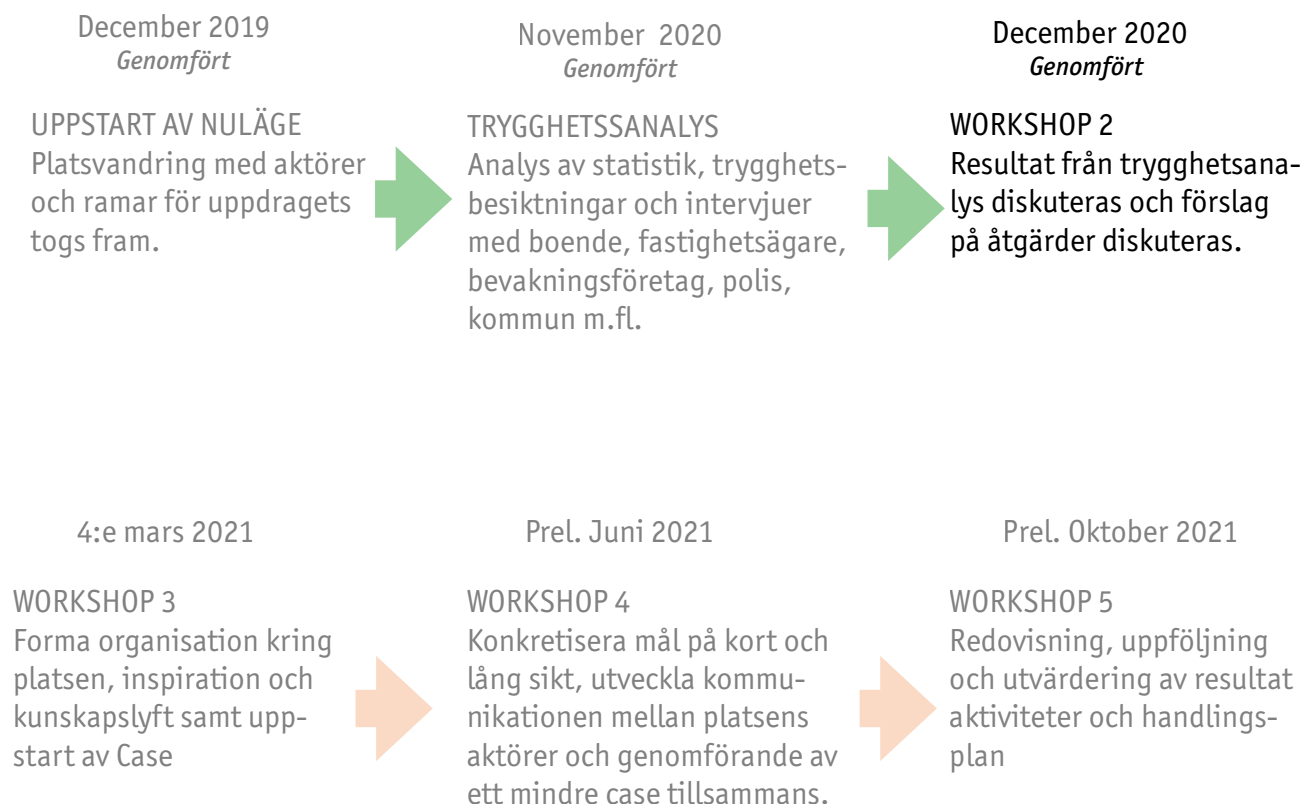 December 2019
Genomfört
UPPSTART AV NULÄGE
Platsvandring med aktörer
och ramar för uppdragets
togs fram.
November  2020
Genomfört
TRYGGHETSSANALYS
Analys av statistik, trygghets-
besiktningar och intervjuer
med boende, fastighetsägare,
bevakningsföretag, polis,
kommun m.fl.
December 2020
Genomfört
WORKSHOP 2
Resultat från trygghetsana-
lys diskuteras och förslag
på åtgärder diskuteras.
4:e mars 2021
WORKSHOP 3
Forma organisation kring
platsen, inspiration och
kunskapslyft samt upp-
start av Case
Prel. Juni 2021
WORKSHOP 4
Konkretisera mål på kort och
lång sikt, utveckla kommu-
nikationen mellan platsens
aktörer och genomförande av
ett mindre case tillsammans.
Prel. Oktober 2021
WORKSHOP 5
Redovisning, uppföljning
och utvärdering av resultat
aktiviteter och handlings-
plan